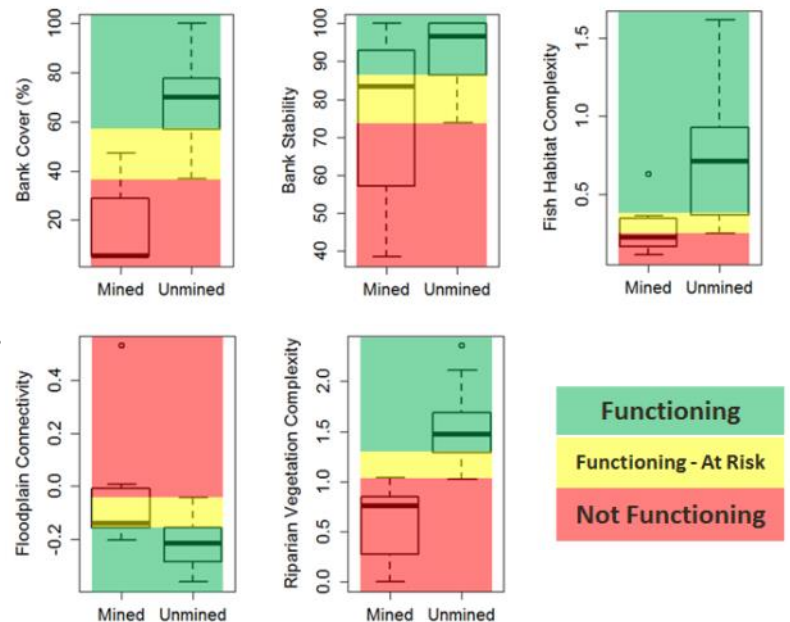 Bank Cover (%)
100
80
60
40
20
Mined Unmined
Bank Stability
100
90
80
70
60
50
40
Mined Unmined
Fish Habitat Complexity
1.5
1.0
0.5
Mined Unmined
Floodplain Connectivity
0.4
0.2
0.0
-0.2
Mined Unmined
Riparian Vegetation Complexity
2.0
1.5
1.0
0.5
0.0
Mined Unmined
Functioning
Functioning - At Risk
Not Functioning